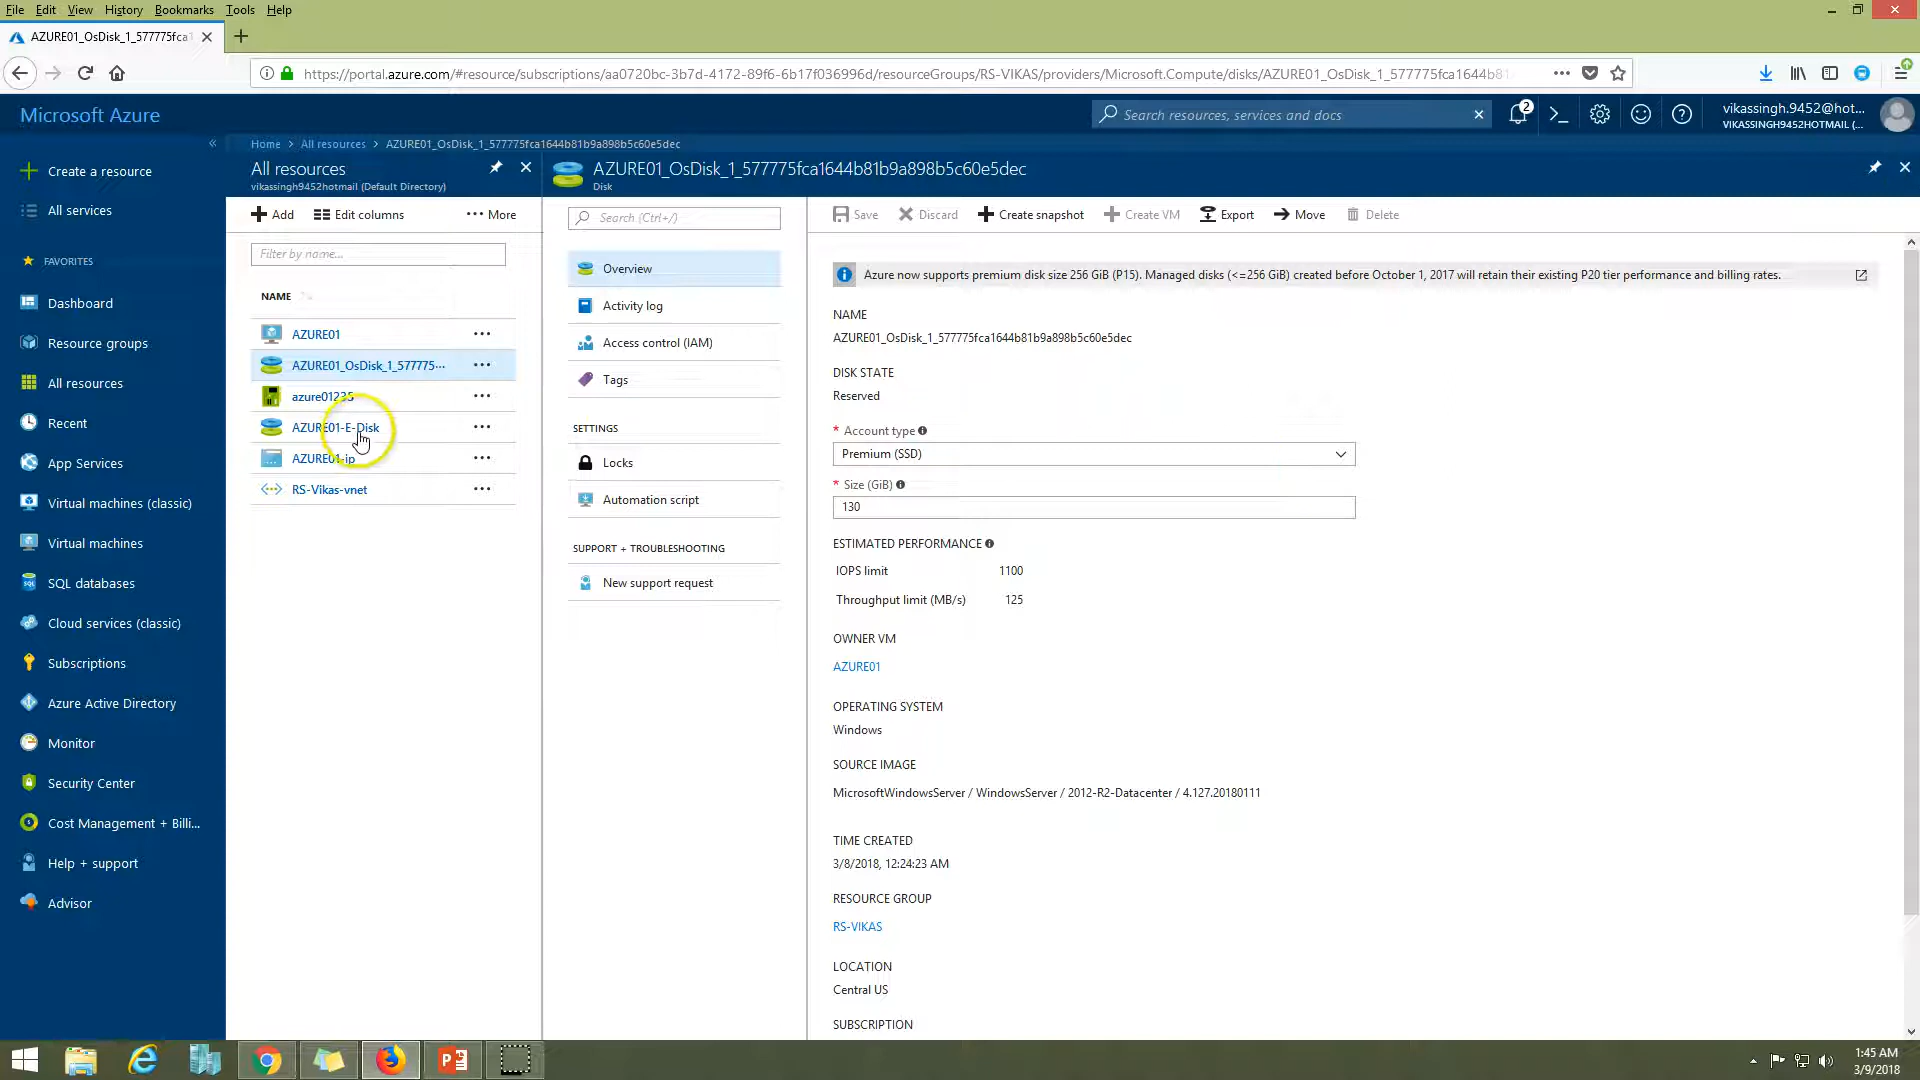 File Edit View History Bookmarks Tools Help
AZURE01_OsDisk_1_577775fca1
https://portal.azure.com/#resource/subscriptions/aa0720bc-3b7d-4172-89f6-6b17f036996d/resourceGroups/RS-VIKAS/providers/Microsoft.Compute/disks/AZURE01_OsDisk_1_577775fca1644b81
Microsoft Azure
Search resources, services and docs
2
vikassingh.9452@hot...
VIKASSINGH9452HOTMAIL (...
Home > All resources > AZURE01_OsDisk_1_577775fca1644b81b9a898b5c60e5dec
Create a resource
All services
FAVORITES
Dashboard
Resource groups
All resources
Recent
App Services
Virtual machines (classic)
Virtual machines
SQL databases
Cloud services (classic)
Subscriptions
Azure Active Directory
Monitor
Security Center
Cost Management + Billi...
Help + support
Advisor
All resources
vikassingh9452hotmail (Default Directory)
Add Edit columns ••• More
Filter by name...
NAME
AZURE01
AZURE01_OsDisk_1_577775···
azure01235
AZURE01-E-Disk
AZURE01-ip
RS-Vikas-vnet
AZURE01_OsDisk_1_577775fca1644b81b9a898b5c60e5dec
Disk
Search (Ctrl+/)
Overview
Activity log
Access control (IAM)
Tags
SETTINGS
Locks
Automation script
SUPPORT + TROUBLESHOOTING
New support request
Save Discard Create snapshot Create VM Export Move Delete
Azure now supports premium disk size 256 GiB (P15). Managed disks (<=256 GiB) created before October 1, 2017 will retain their existing P20 tier performance and billing rates.
NAME
AZURE01_OsDisk_1_577775fca1644b81b9a898b5c60e5dec
DISK STATE
Reserved
* Account type
Premium (SSD)
* Size (GiB)
130
ESTIMATED PERFORMANCE
IOPS limit 1100
Throughput limit (MB/s) 125
OWNER VM
AZURE01
OPERATING SYSTEM
Windows
SOURCE IMAGE
MicrosoftWindowsServer / WindowsServer / 2012-R2-Datacenter / 4.127.20180111
TIME CREATED
3/8/2018, 12:24:23 AM
RESOURCE GROUP
RS-VIKAS
LOCATION
Central US
SUBSCRIPTION
1:45 AM
3/9/2018